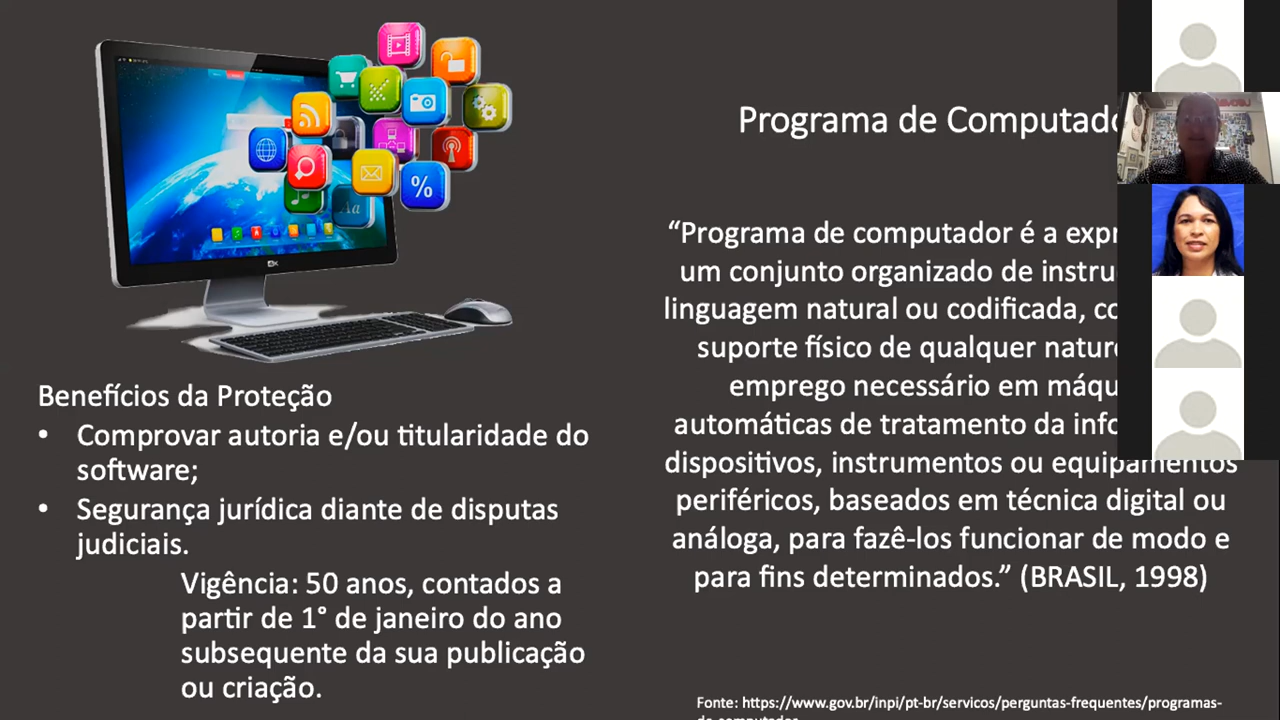 Programa de Computado
“Programa de computador é a expr
um conjunto organizado de instru
linguagem natural ou codificada, co
suporte físico de qualquer nature
emprego necessário em máqu
automáticas de tratamento da info
dispositivos, instrumentos ou equipamentos
periféricos, baseados em técnica digital ou
análoga, para fazê-los funcionar de modo e
para fins determinados.” (BRASIL, 1998)
Benefícios da Proteção
• Comprovar autoria e/ou titularidade do
software;
• Segurança jurídica diante de disputas
judiciais.
Vigência: 50 anos, contados a
partir de 1° de janeiro do ano
subsequente da sua publicação
ou criação.
Fonte: https://www.gov.br/inpi/pt-br/servicos/perguntas-frequentes/programas-
de-computador
%
Aa